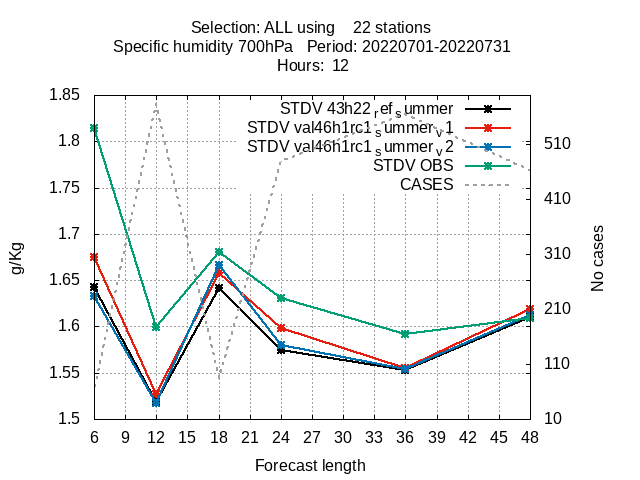 Selection: ALL using    22 stations
Specific humidity 700hPa   Period: 20220701-20220731
Hours:  12
STDV 43h22_ref_summer
STDV val46h1rc1_summer_v1
STDV val46h1rc1_summer_v2
STDV OBS
CASES
1.85
1.8
1.75
1.7
1.65
1.6
1.55
1.5
g/Kg
510
410
310
210
110
10
No cases
6 9 12 15 18 21 24 27 30 33 36 39 42 45 48
Forecast length